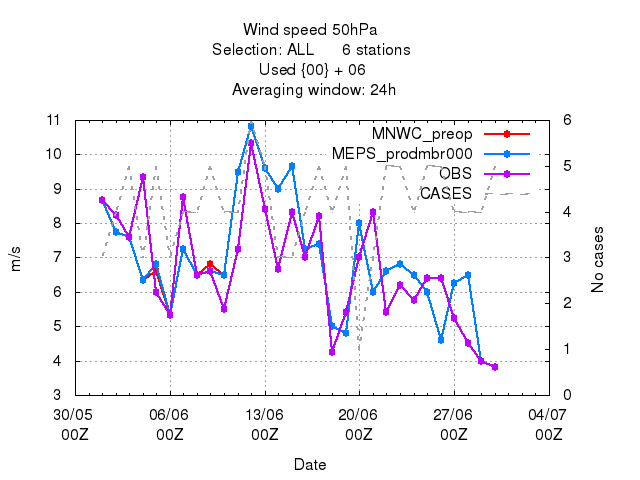 Wind speed 50hPa
Selection: ALL      6 stations
Used {00} + 06
Averaging window: 24h
MNWC_preop
MEPS_prodmbr000
OBS
CASES
11
10
9
8
7
6
5
4
3
m/s
6
5
4
3
2
1
0
No cases
30/05 06/06 13/06 20/06 27/06 04/07
00Z 00Z 00Z 00Z 00Z 00Z
Date